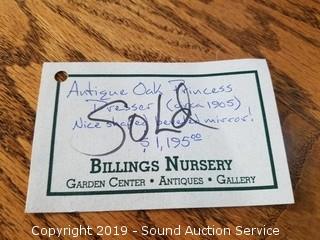 Antique Oak Princess
Dresser (circa 1905)
SOLD
Nice shaped beveled mirror!
$1,195.00
BILLINGS NURSERY
GARDEN CENTER • ANTIQUES • GALLERY
Copyright 2019 - Sound Auction Service